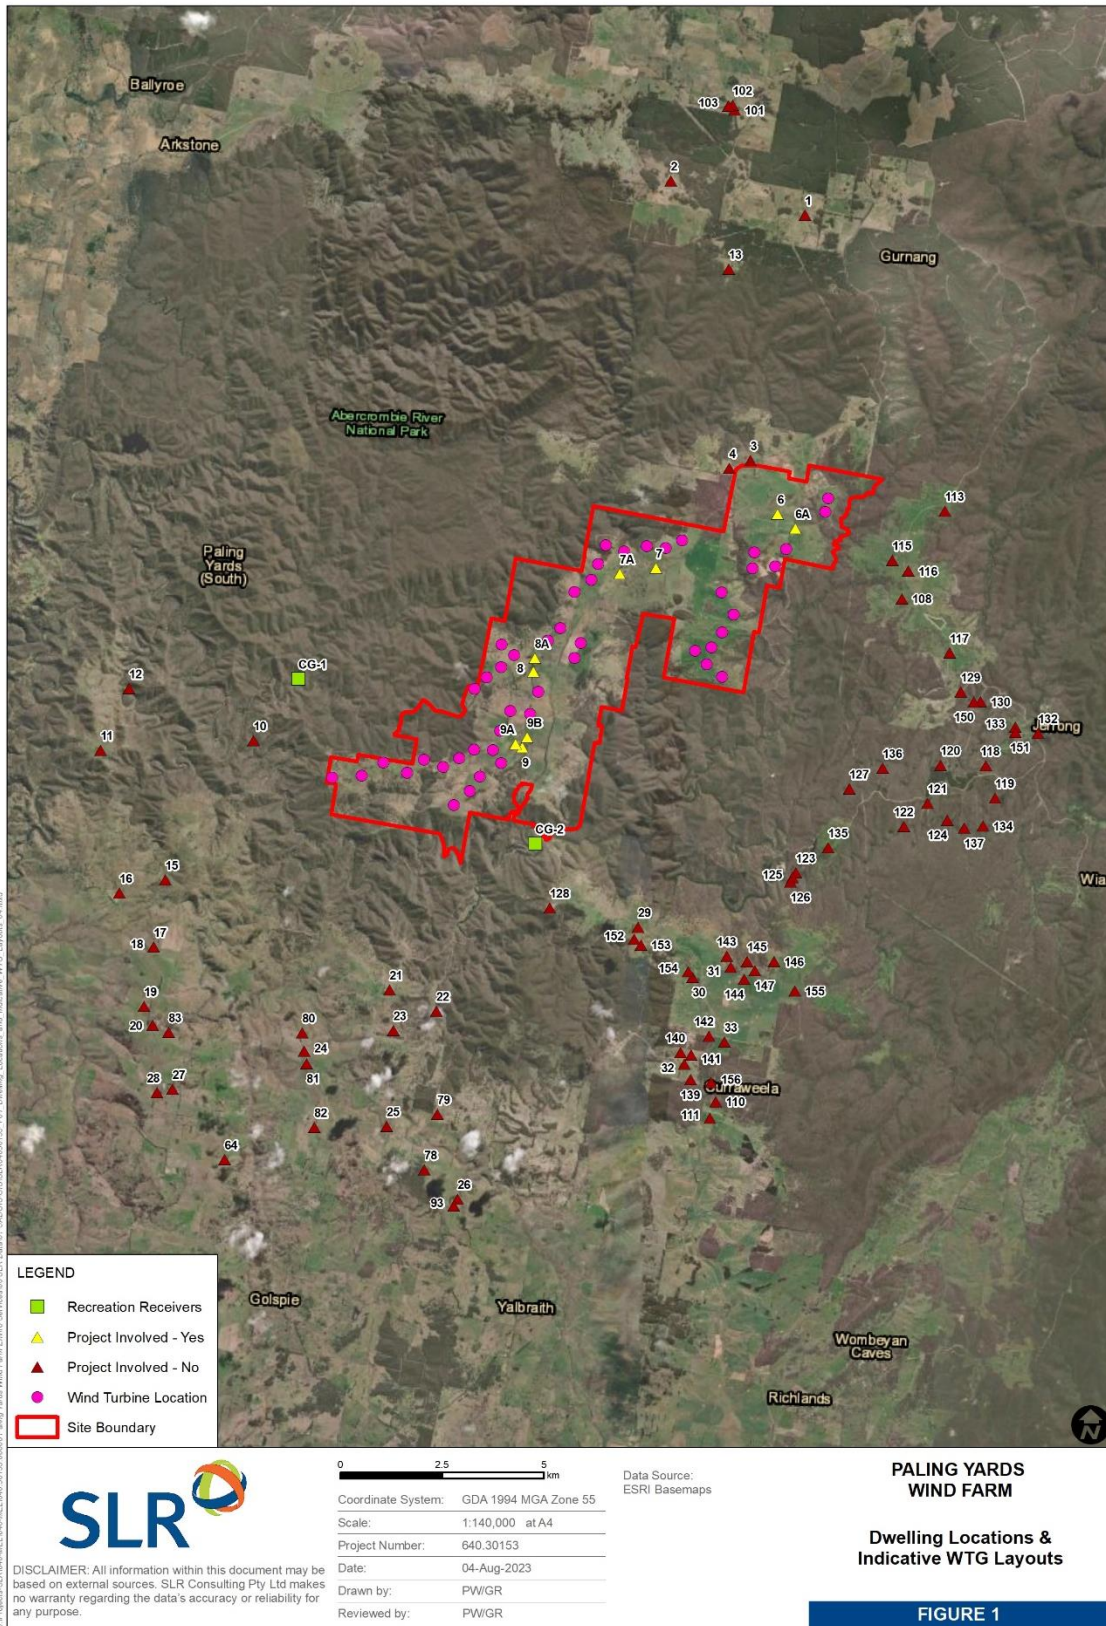 Ballyroe
Arkstone
102
103
101
2
1
13
Gurnang
Abercrombie River
National Park
3
4
6
6A
113
Paling
Yards
(South)
7
7A
115
116
108
8A
8
117
12
CG-1
129
130
150
132
133
Jerrong
151
11
10
9A
9B
9
136
120
118
127
119
121
122
124
134
137
135
CG-2
123
125
126
15
16
128
Wia
29
17
18
152
153
143
145
146
154
31
147
30
144
155
21
19
22
20
83
80
23
142
33
24
140
141
81
32
28
27
139
156
Curraweela
110
79
82
25
111
64
78
26
93
Golspie
Yalbraith
Wombeyan
Caves
Richlands
LEGEND
Recreation Receivers
Project Involved - Yes
Project Involved - No
Wind Turbine Location
Site Boundary
N
SLR
DISCLAIMER: All information within this document may be
based on external sources. SLR Consulting Pty Ltd makes
no warranty regarding the data's accuracy or reliability for
any purpose.
0 2.5 5
km
Coordinate System: GDA 1994 MGA Zone 55
Scale: 1:140,000 at A4
Project Number: 640.30153
Date: 04-Aug-2023
Drawn by: PW/GR
Reviewed by: PW/GR
Data Source:
ESRI Basemaps
PALING YARDS
WIND FARM
Dwelling Locations &
Indicative WTG Layouts
FIGURE 1